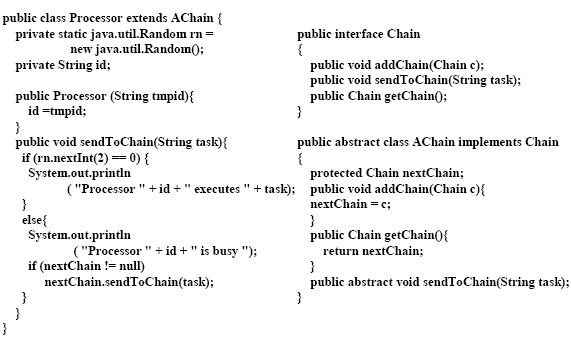 public class Processor extends AChain {
private static java.util.Random rn =
new java.util.Random();
private String id;
public Processor (String tmpid){
id =tmpid;
}
public void sendToChain(String task){
if (rn.nextInt(2) == 0) {
System.out.println
( "Processor " + id + " executes " + task);
}
else{
System.out.println
( "Processor " + id + " is busy ");
if (nextChain != null)
nextChain.sendToChain(task);
}
}
}
public interface Chain
{
public void addChain(Chain c);
public void sendToChain(String task);
public Chain getChain();
}
public abstract class AChain implements Chain
{
protected Chain nextChain;
public void addChain(Chain c){
nextChain = c;
}
public Chain getChain(){
return nextChain;
}
public abstract void sendToChain(String task);
}